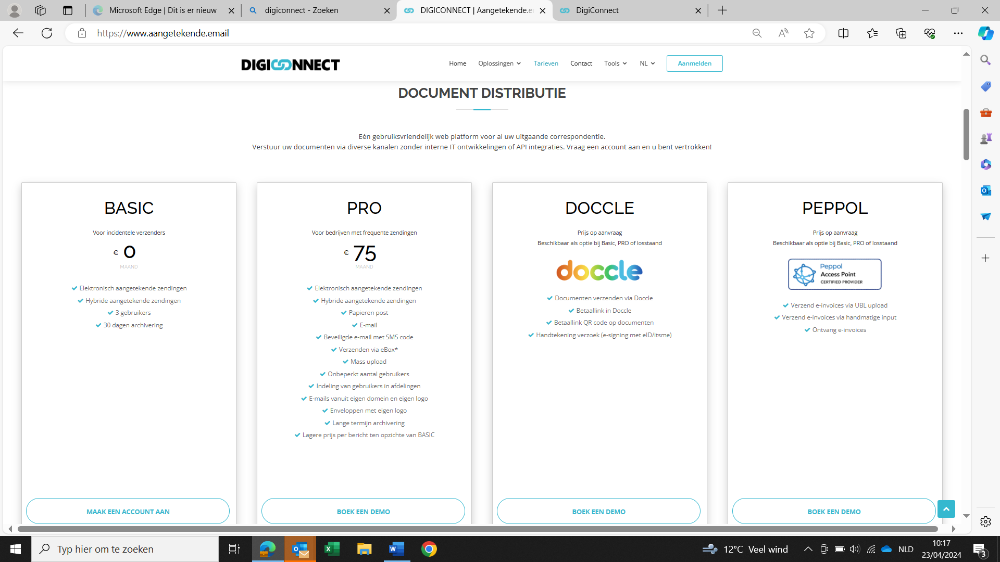 Microsoft Edge | Dit is er nieuw
digiconnect - Zoeken
DIGICONNECT | Aangetekende.e
DigiConnect
https://www.aangetekende.email
DIGICONNECT
Home
Oplossingen
Tarieven
Contact
Tools
NL
Aanmelden
DOCUMENT DISTRIBUTIE
Eén gebruiksvriendelijk web platform voor al uw uitgaande correspondentie.
Verstuur uw documenten via diverse kanalen zonder interne IT ontwikkelingen of API integraties. Vraag een account aan en u bent vertrokken!
BASIC
Voor incidentele verzenders
€ 0
MAAND
Elektronisch aangetekende zendingen
Hybride aangetekende zendingen
3 gebruikers
30 dagen archivering
MAAK EEN ACCOUNT AAN
PRO
Voor bedrijven met frequente zendingen
€ 75
MAAND
Elektronisch aangetekende zendingen
Hybride aangetekende zendingen
Papieren post
E-mail
Beveiligde e-mail met SMS code
Verzenden via eBox*
Mass upload
Onbeperkt aantal gebruikers
Indeling van gebruikers in afdelingen
E-mails vanuit eigen domein en eigen logo
Enveloppen met eigen logo
Lange termijn archivering
Lagere prijs per bericht ten opzichte van BASIC
BOEK EEN DEMO
DOCCLE
Prijs op aanvraag
Beschikbaar als optie bij Basic, PRO of losstaand
doccle
Documenten verzenden via Doccle
Betaallink in Doccle
Betaallink QR code op documenten
Handtekening verzoek (e-signing met eID/itsme)
BOEK EEN DEMO
PEPPOL
Prijs op aanvraag
Beschikbaar als optie bij Basic, PRO of losstaand
Peppol
Access Point
CERTIFIED PROVIDER
Verzend e-invoices via UBL upload
Verzend e-invoices via handmatige input
Ontvang e-invoices
BOEK EEN DEMO
Typ hier om te zoeken
12°C Veel wind
NLD
10:17
23/04/2024
3